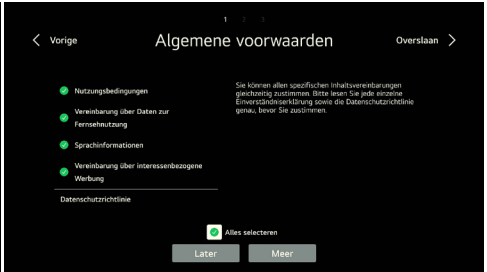 1 2 3
Vorige
Algemene voorwaarden
Overslaan
Nutzungsbedingungen
Vereinbarung über Daten zur
Fernsehnutzung
Sprachinformationen
Vereinbarung über interessenbezogene
Werbung
Datenschutzrichtlinie
Sie können allen spezifischen Inhaltsvereinbarungen
gleichzeitig zustimmen. Bitte lesen Sie jede einzelne
Einverständniserklärung sowie die Datenschutzrichtlinie
genau, bevor Sie zustimmen.
Alles selecteren
Later
Meer